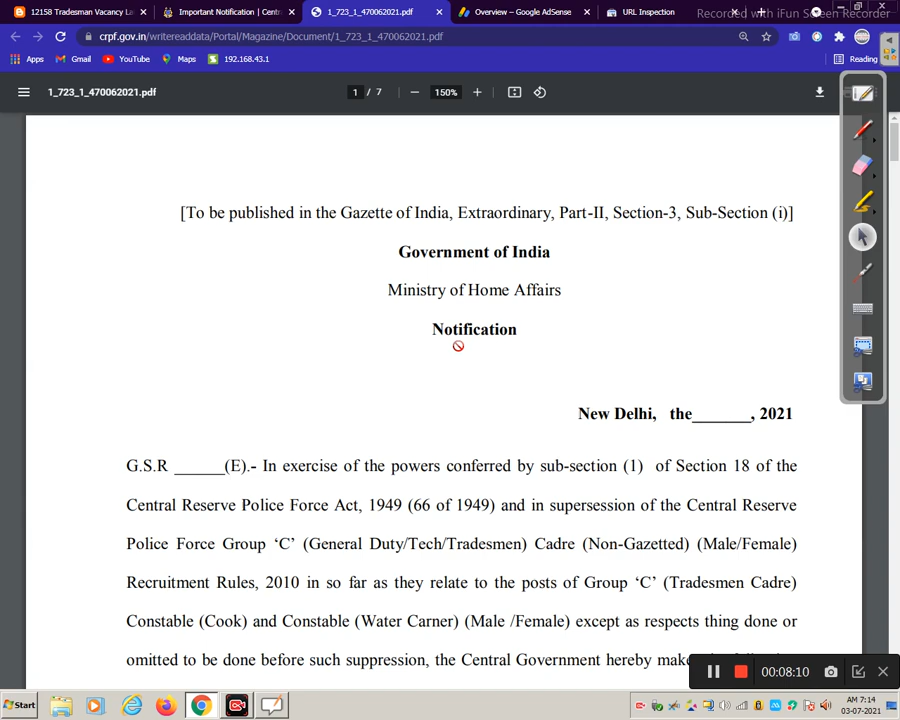 12158 Tradesman Vacancy La
Important Notification | Centr
1_723_1_470062021.pdf
Overview – Google AdSense
URL Inspection
Recorded with iFun Screen Recorder
crpf.gov.in/writereaddata/Portal/Magazine/Document/1_723_1_470062021.pdf
Apps
Gmail
YouTube
Maps
192.168.43.1
Reading
1_723_1_470062021.pdf
1 / 7
150%
[To be published in the Gazette of India, Extraordinary, Part-II, Section-3, Sub-Section (i)]
Government of India
Ministry of Home Affairs
Notification
New Delhi, the_______, 2021
G.S.R ______(E).- In exercise of the powers conferred by sub-section (1) of Section 18 of the
Central Reserve Police Force Act, 1949 (66 of 1949) and in supersession of the Central Reserve
Police Force Group ‘C’ (General Duty/Tech/Tradesmen) Cadre (Non-Gazetted) (Male/Female)
Recruitment Rules, 2010 in so far as they relate to the posts of Group ‘C’ (Tradesmen Cadre)
Constable (Cook) and Constable (Water Carner) (Male /Female) except as respects thing done or
omitted to be done before such suppression, the Central Government hereby make
00:08:10
Start
AM 7:14
03-07-2021